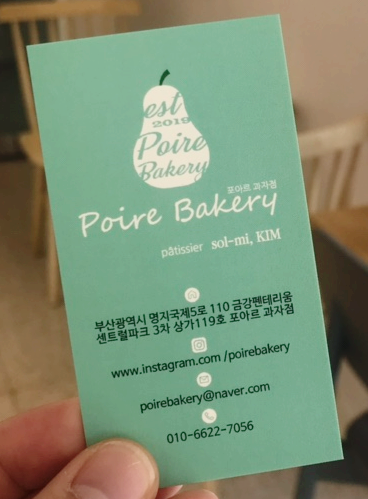 est
2019
Poire
Bakery
포아르 과자점
Poire Bakery
pâtissier sol-mi, KIM
부산광역시 명지국제5로 110 금강펜테리움
센트럴파크 3차 상가119호 포아르 과자점
www.instagram.com /poirebakery
poirebakery@naver.com
010-6622-7056